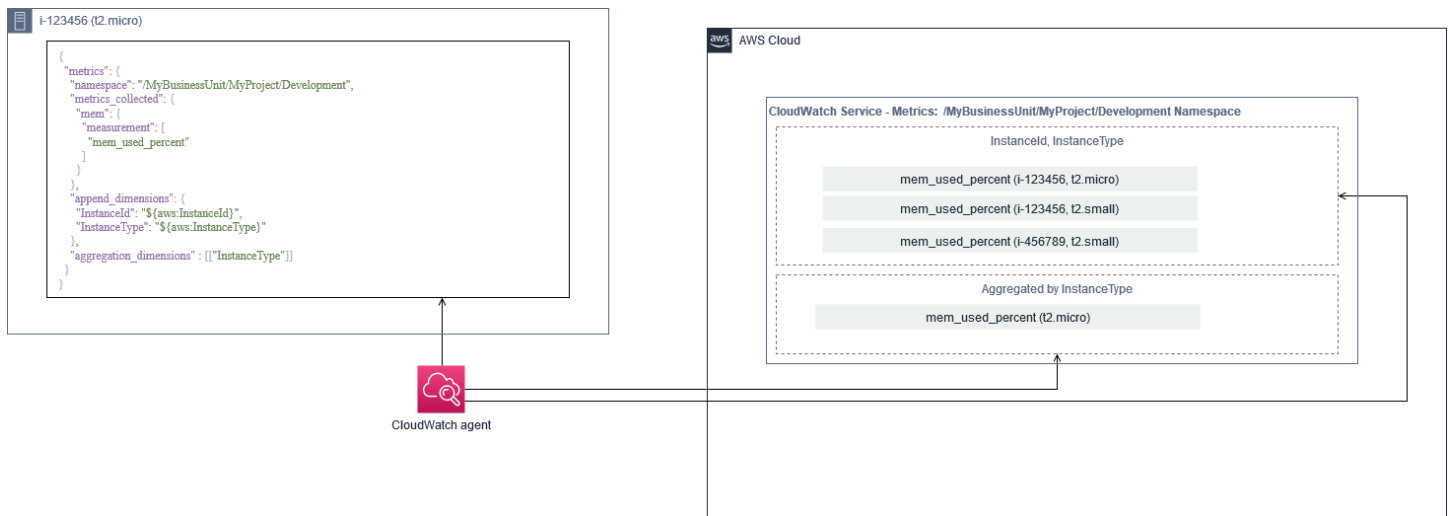 i-123456 (t2.micro)
{
"metrics": {
"namespace": "/MyBusinessUnit/MyProject/Development",
"metrics_collected": {
"mem": {
"measurement": [
"mem_used_percent"
]
}
},
"append_dimensions": {
"InstanceId": "${aws:InstanceId}",
"InstanceType": "${aws:InstanceType}"
},
"aggregation_dimensions" : [["InstanceType"]]
}
}
CloudWatch agent
aws
AWS Cloud
CloudWatch Service - Metrics: /MyBusinessUnit/MyProject/Development Namespace
InstanceId, InstanceType
mem_used_percent (i-123456, t2.micro)
mem_used_percent (i-123456, t2.small)
mem_used_percent (i-456789, t2.small)
Aggregated by InstanceType
mem_used_percent (t2.micro)